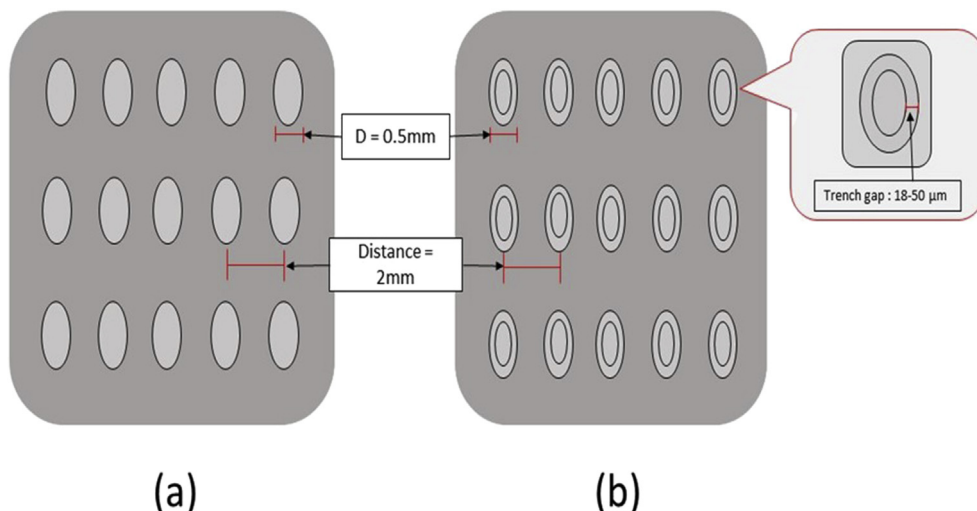 D = 0.5mm
Trench gap : 18-50 μm
Distance =
2mm
(a)
(b)